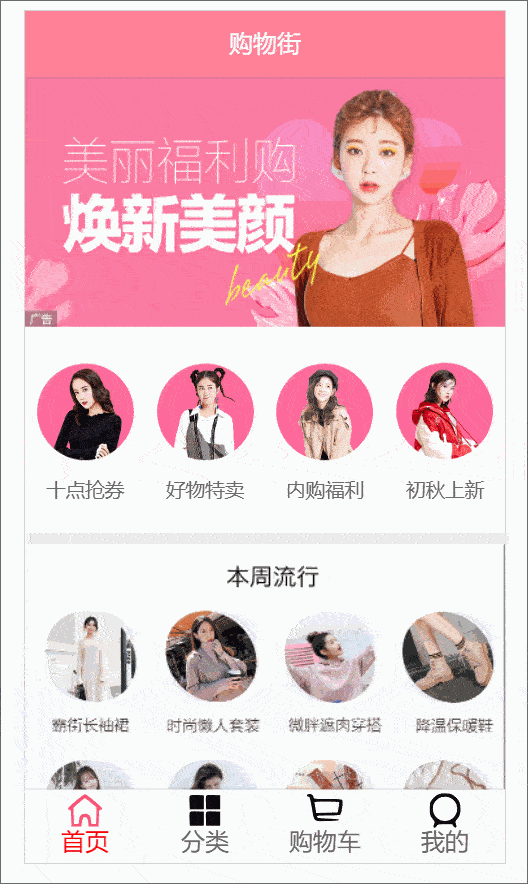 购物街
美丽福利购
焕新美颜
beauty
广告
十点抢券 好物特卖 内购福利 初秋上新
本周流行
霸街长袖裙 时尚懒人套装 微胖遮肉穿搭 降温保暖鞋
首页 分类 购物车 我的